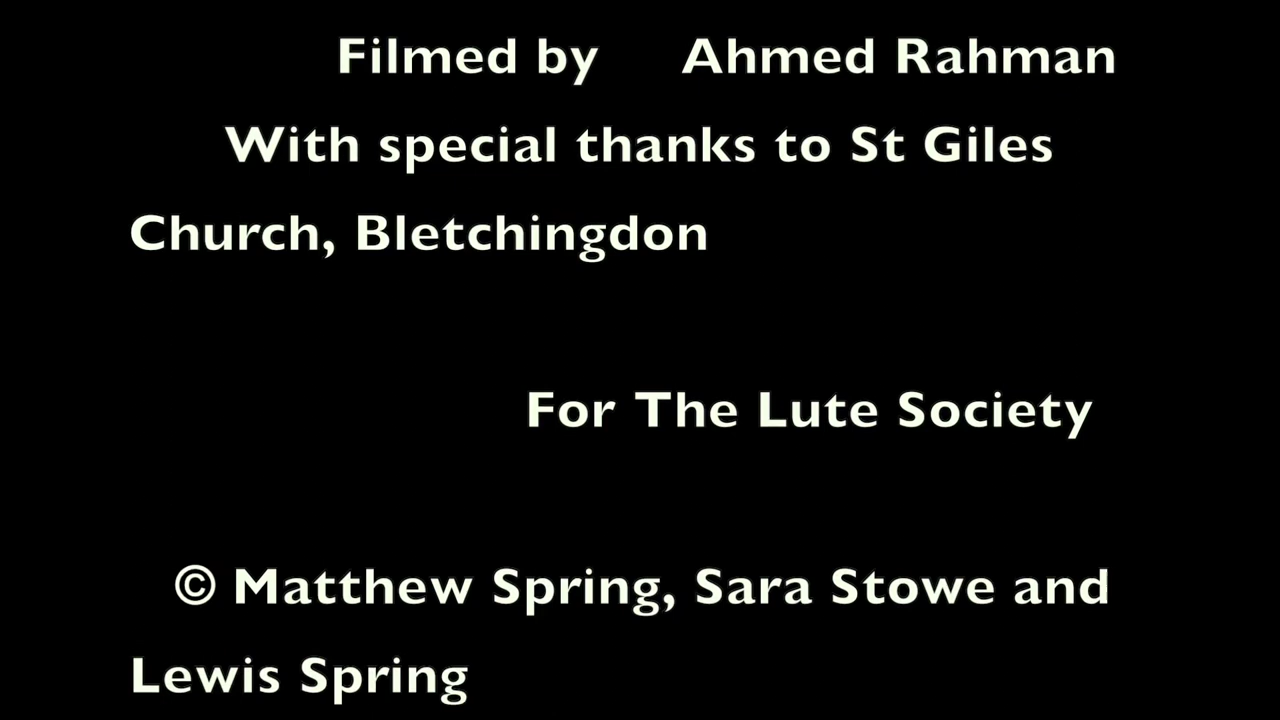 Filmed by Ahmed Rahman
With special thanks to St Giles
Church, Bletchingdon
For The Lute Society
© Matthew Spring, Sara Stowe and
Lewis Spring